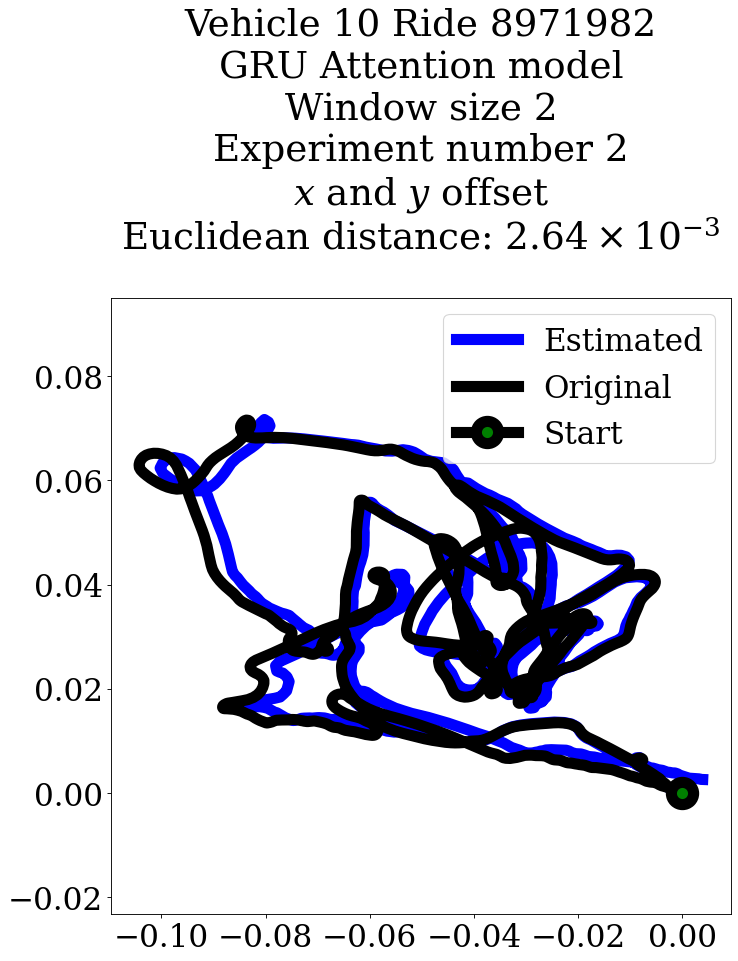 Vehicle 10 Ride 8971982
GRU Attention model
Window size 2
Experiment number 2
x and y offset
Euclidean distance: 2.64 × 10⁻³
Estimated
Original
Start
0.08
0.06
0.04
0.02
0.00
−0.02
−0.10 −0.08 −0.06 −0.04 −0.02 0.00